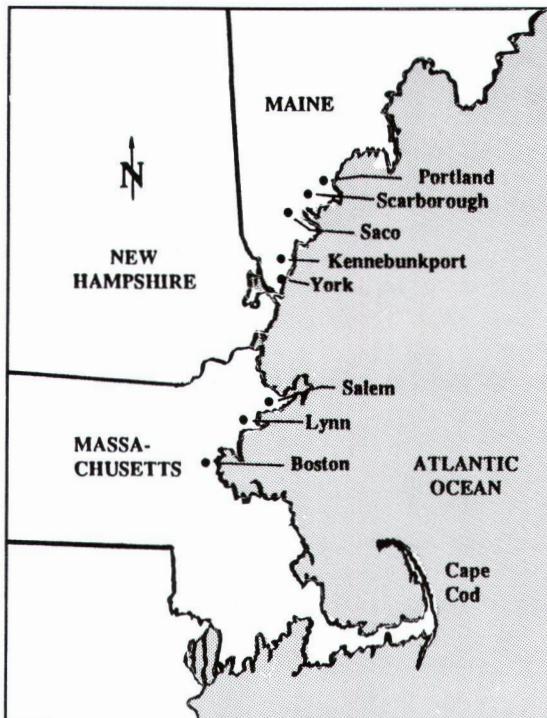 MAINE
N
Portland
Scarborough
Saco
NEW
HAMPSHIRE
Kennebunkport
York
Salem
Lynn
MASSA-
CHUSETTS
Boston
ATLANTIC
OCEAN
Cape
Cod